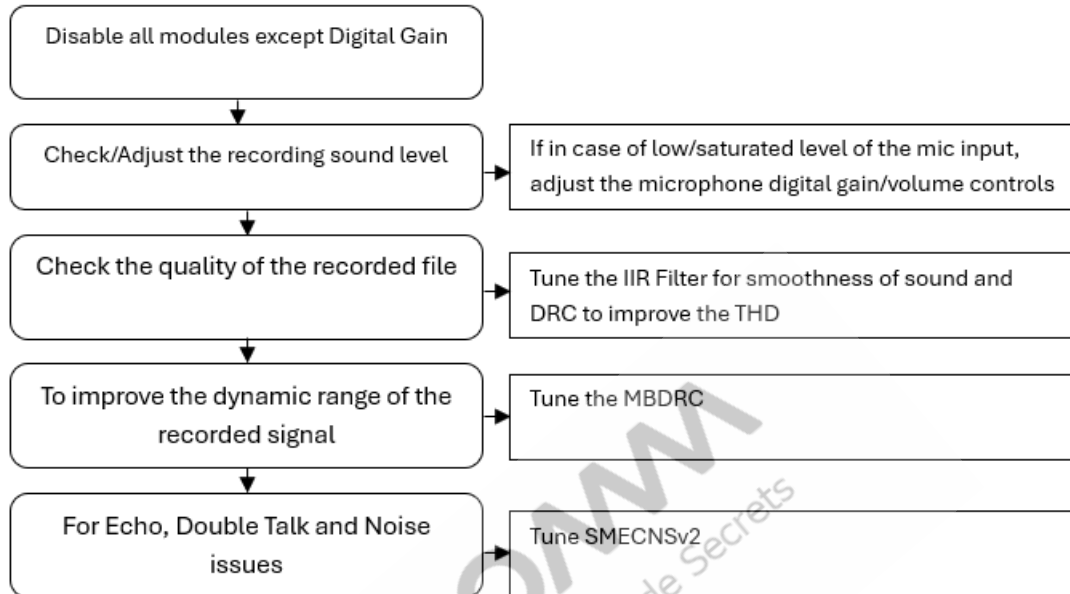 Disable all modules except Digital Gain
Check/Adjust the recording sound level
If in case of low/saturated level of the mic input,
adjust the microphone digital gain/volume controls
Check the quality of the recorded file
Tune the IIR Filter for smoothness of sound and
DRC to improve the THD
To improve the dynamic range of the
recorded signal
Tune the MBDRC
For Echo, Double Talk and Noise
issues
Tune SMECNSv2
Secrets